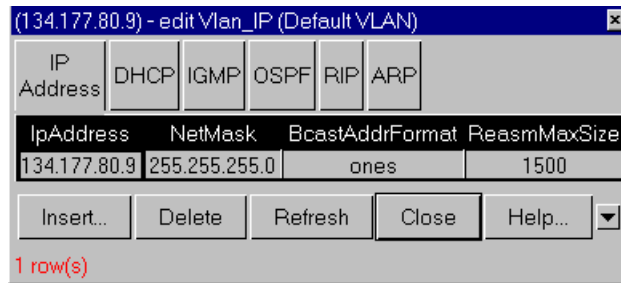 (134.177.80.9) - edit Vlan_IP (Default VLAN)
IP
Address DHCP IGMP OSPF RIP ARP
IpAddress NetMask BcastAddrFormat ReasmMaxSize
134.177.80.9 255.255.255.0 ones 1500
Insert... Delete Refresh Close Help...
1 row(s)